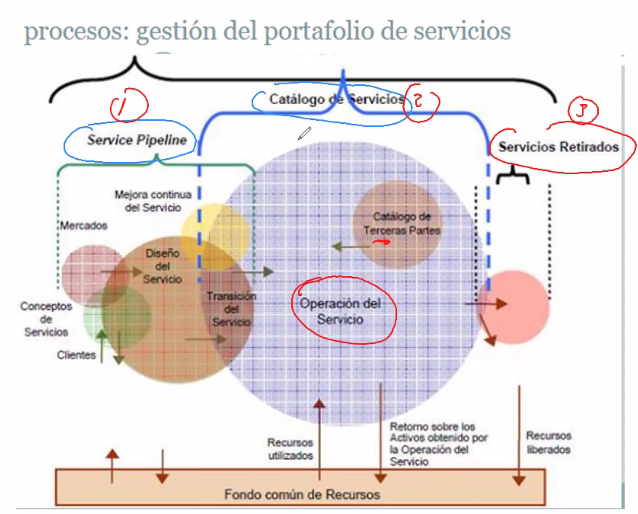 procesos: gestión del portafolio de servicios
1
Catálogo de Servicios
2
3
Service Pipeline
Servicios Retirados
Mejora continua
del Servicio
Mercados
Catálogo de
Terceras Partes
Diseño
del
Servicio
Transición
del
Servicio
Operación del
Servicio
Conceptos
de
Servicios
Clientes
Recursos
utilizados
Retorno sobre los
Activos obtenido por
la Operación del
Servicio
Recursos
liberados
Fondo común de Recursos